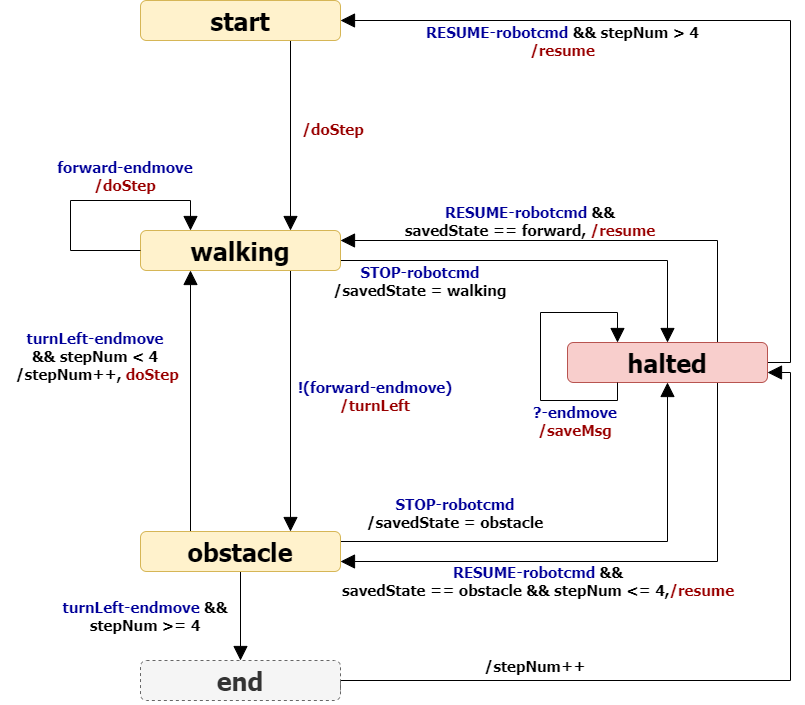 start
RESUME-robotcmd && stepNum > 4
/resume
/doStep
forward-endmove
/doStep
RESUME-robotcmd &&
savedState == forward, /resume
walking
STOP-robotcmd
/savedState = walking
turnLeft-endmove
&& stepNum < 4
/stepNum++, doStep
halted
!(forward-endmove)
/turnLeft
?-endmove
/saveMsg
STOP-robotcmd
/savedState = obstacle
obstacle
RESUME-robotcmd &&
savedState == obstacle && stepNum <= 4,/resume
turnLeft-endmove &&
stepNum >= 4
/stepNum++
end